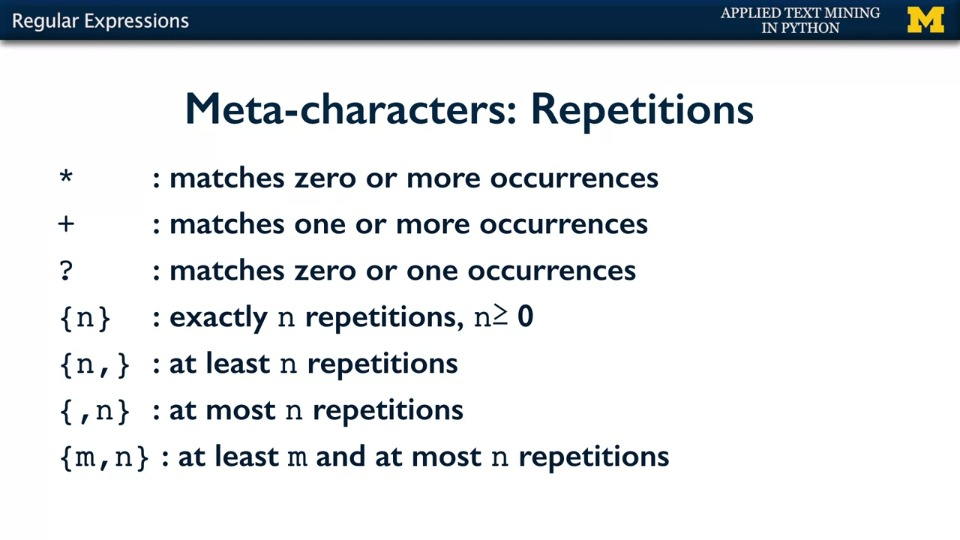 Regular Expressions
APPLIED TEXT MINING
IN PYTHON
M
Meta-characters: Repetitions
* : matches zero or more occurrences
+ : matches one or more occurrences
? : matches zero or one occurrences
{n} : exactly n repetitions, n≥ 0
{n,} : at least n repetitions
{,n} : at most n repetitions
{m,n} : at least m and at most n repetitions